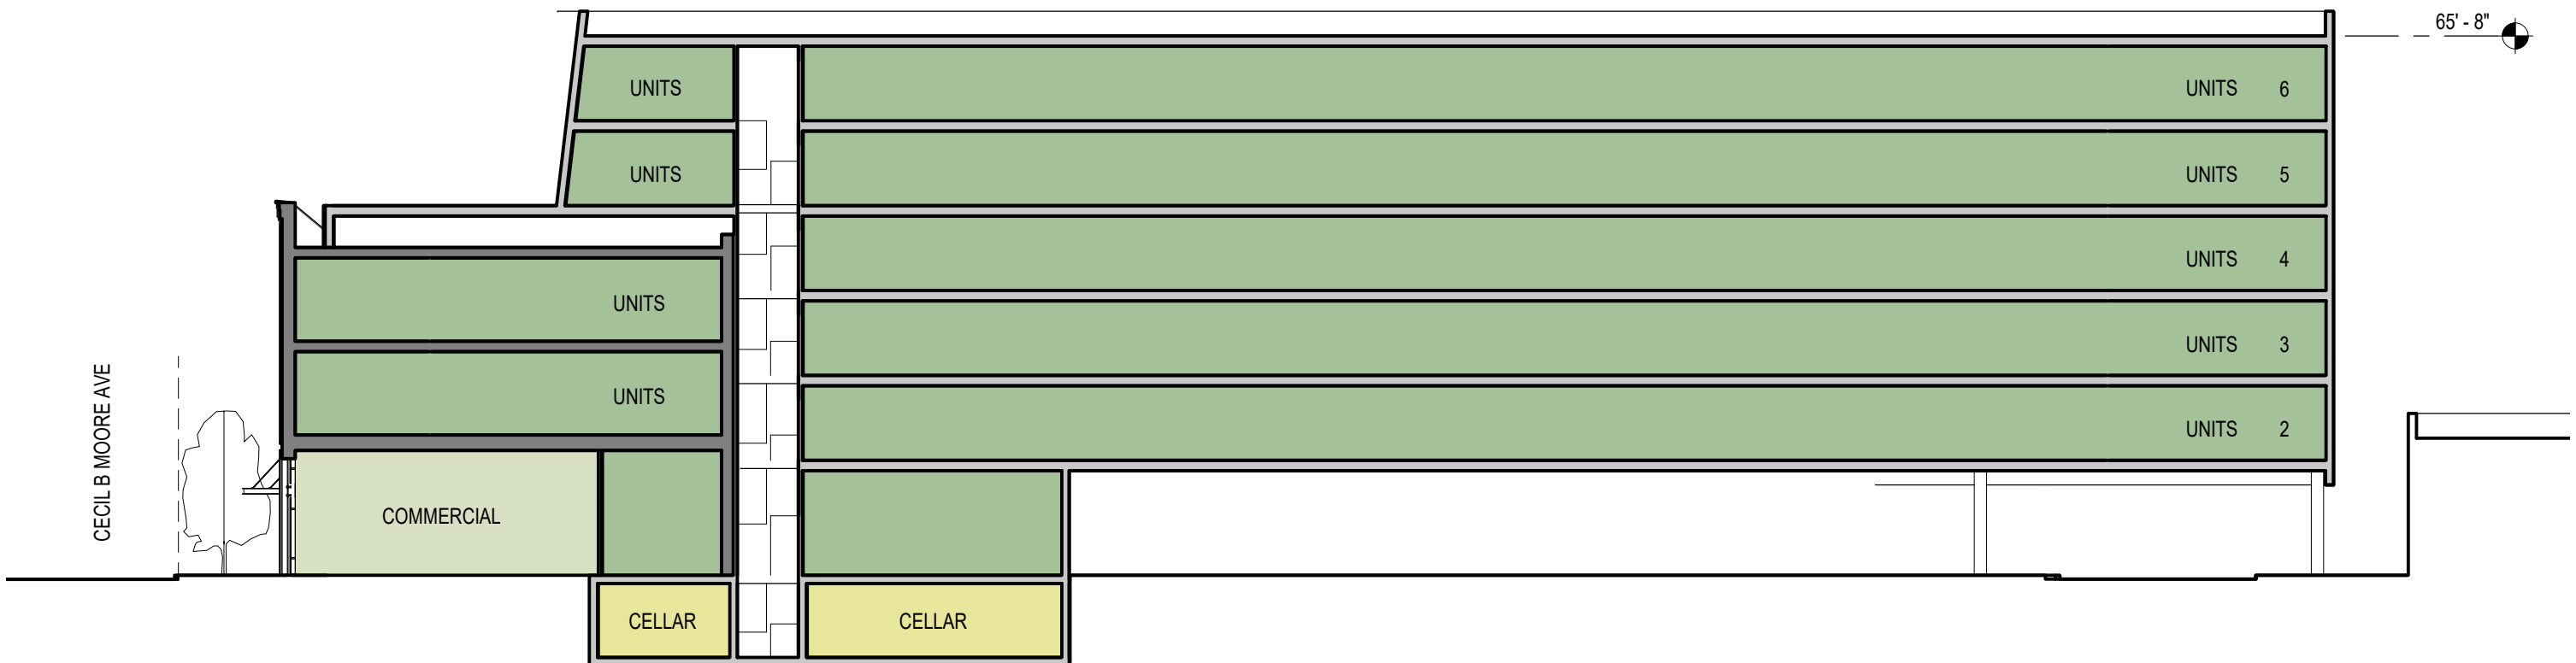 65' - 8"
UNITS
UNITS 6
UNITS
UNITS 5
UNITS 4
UNITS
UNITS 3
UNITS
UNITS 2
CECIL B MOORE AVE
COMMERCIAL
CELLAR
CELLAR